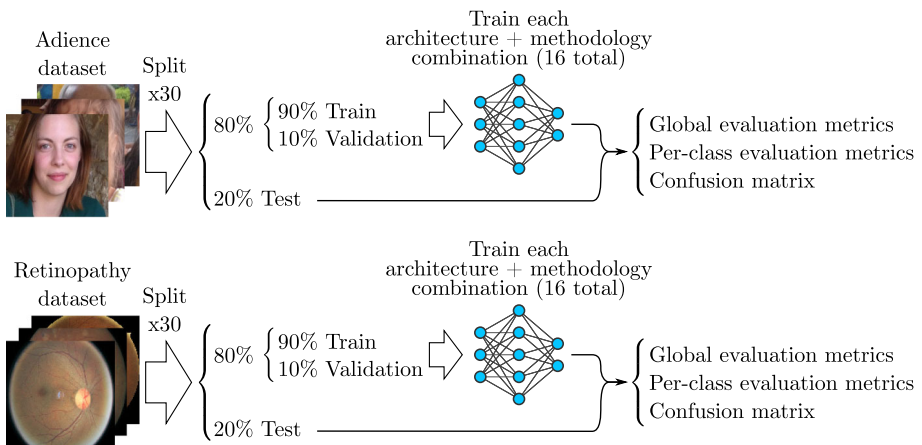 Adience
dataset
Split
x30
80%
90% Train
10% Validation
20% Test
Train each
architecture + methodology
combination (16 total)
Global evaluation metrics
Per-class evaluation metrics
Confusion matrix
Retinopathy
dataset
Split
x30
80%
90% Train
10% Validation
20% Test
Train each
architecture + methodology
combination (16 total)
Global evaluation metrics
Per-class evaluation metrics
Confusion matrix